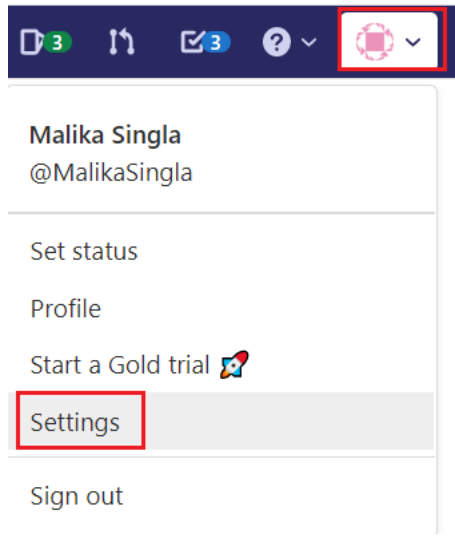 3
3
?
Malika Singla
@MalikaSingla
Set status
Profile
Start a Gold trial 🚀
Settings
Sign out